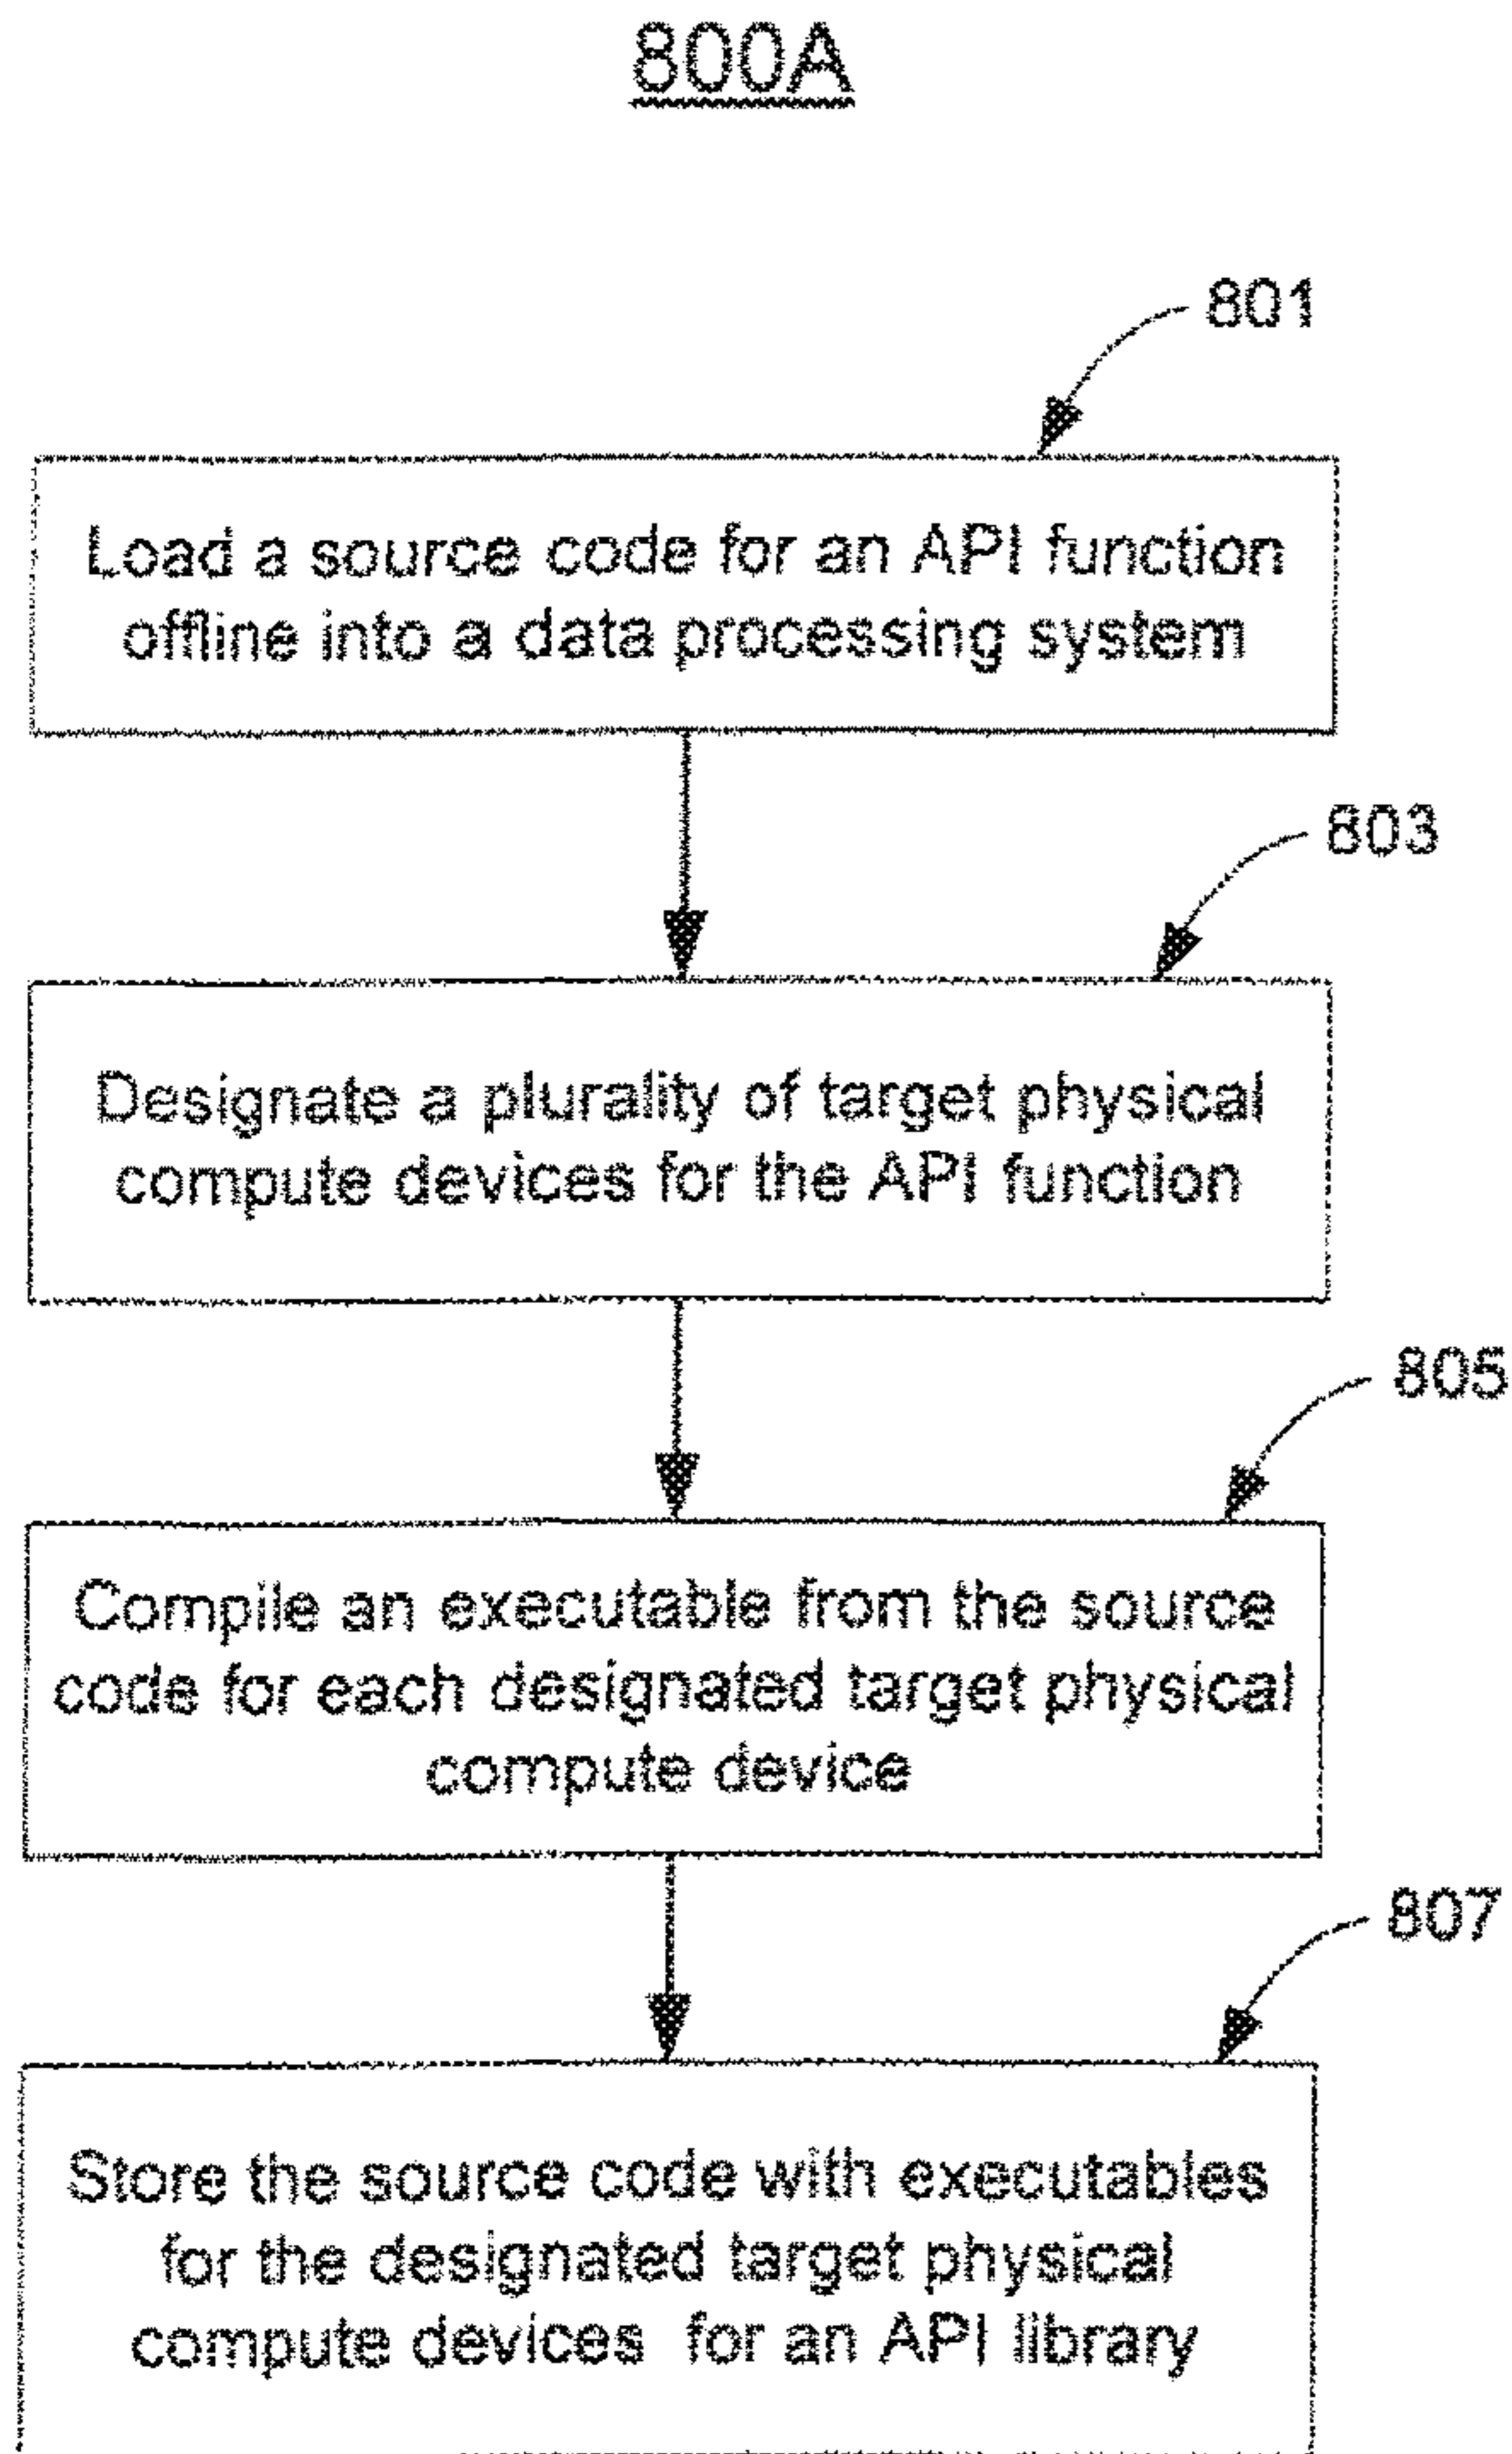 800A
801
Load a source code for an API function
offline into a data processing system
803
Designate a plurality of target physical
compute devices for the API function
805
Compile an executable from the source
code for each designated target physical
compute device
807
Store the source code with executables
for the designated target physical
compute devices for an API library